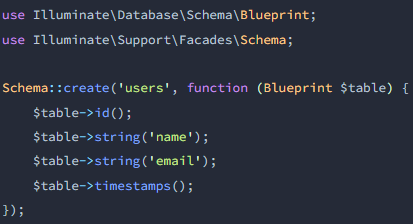 use Illuminate\Database\Schema\Blueprint;
use Illuminate\Support\Facades\Schema;
Schema::create('users', function (Blueprint $table) {
    $table->id();
    $table->string('name');
    $table->string('email');
    $table->timestamps();
});